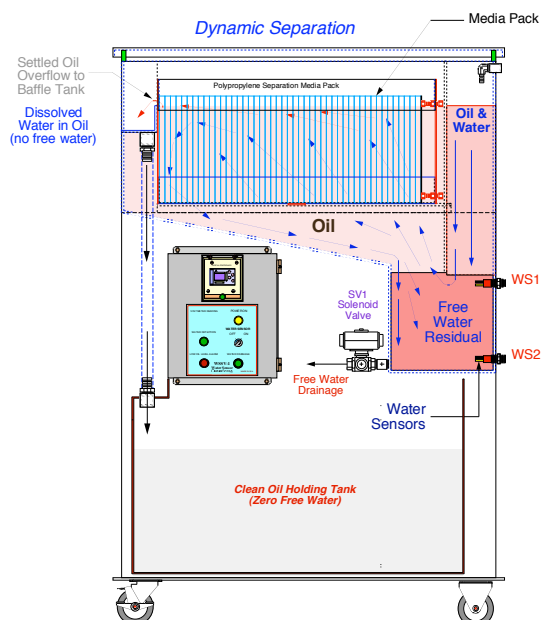 Dynamic Separation
Media Pack
Settled Oil
Overflow to
Baffle Tank
Polypropylene Separation Media Pack
Dissolved
Water in Oil
(no free water)
Oil &
Water
Oil
WS1
SV1
Solenoid
Valve
Free
Water
Residual
WS2
Free Water
Drainage
Water
Sensors
Clean Oil Holding Tank
(Zero Free Water)